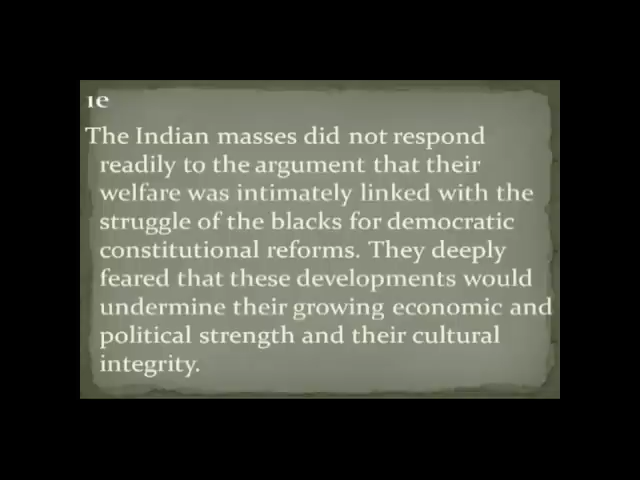 1e
The Indian masses did not respond
readily to the argument that their
welfare was intimately linked with the
struggle of the blacks for democratic
constitutional reforms. They deeply
feared that these developments would
undermine their growing economic and
political strength and their cultural
integrity.